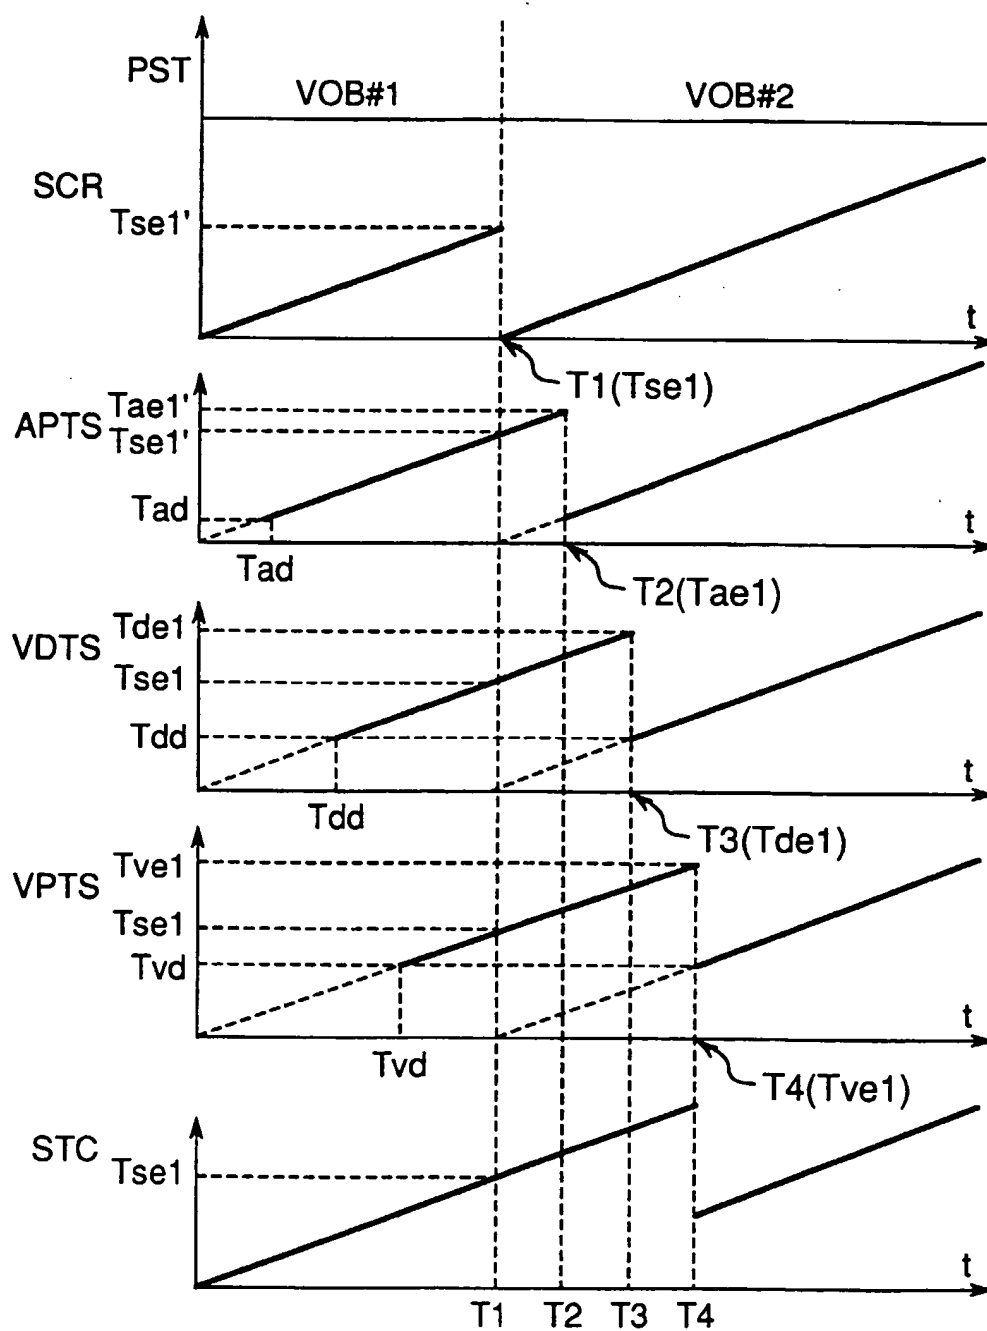 PST
VOB#1 VOB#2
SCR
Tse1'
t
T1(Tse1)
Tae1'
APTS
Tse1'
Tad
t
Tad
T2(Tae1)
Tde1
VDTS
Tse1
Tdd
t
Tdd
T3(Tde1)
Tve1
VPTS
Tse1
Tvd
t
Tvd
T4(Tve1)
STC
Tse1
t
T1 T2 T3 T4